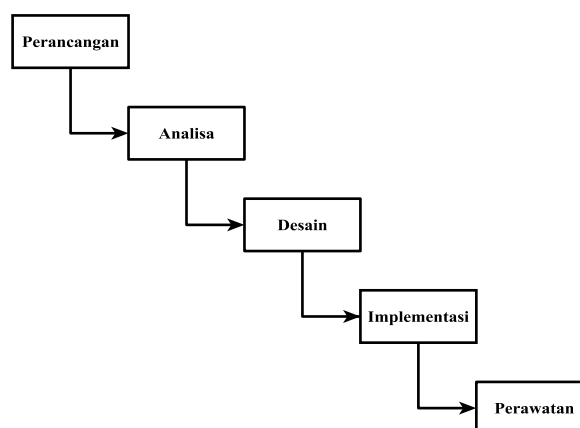 Perancangan
Analisa
Desain
Implementasi
Perawatan